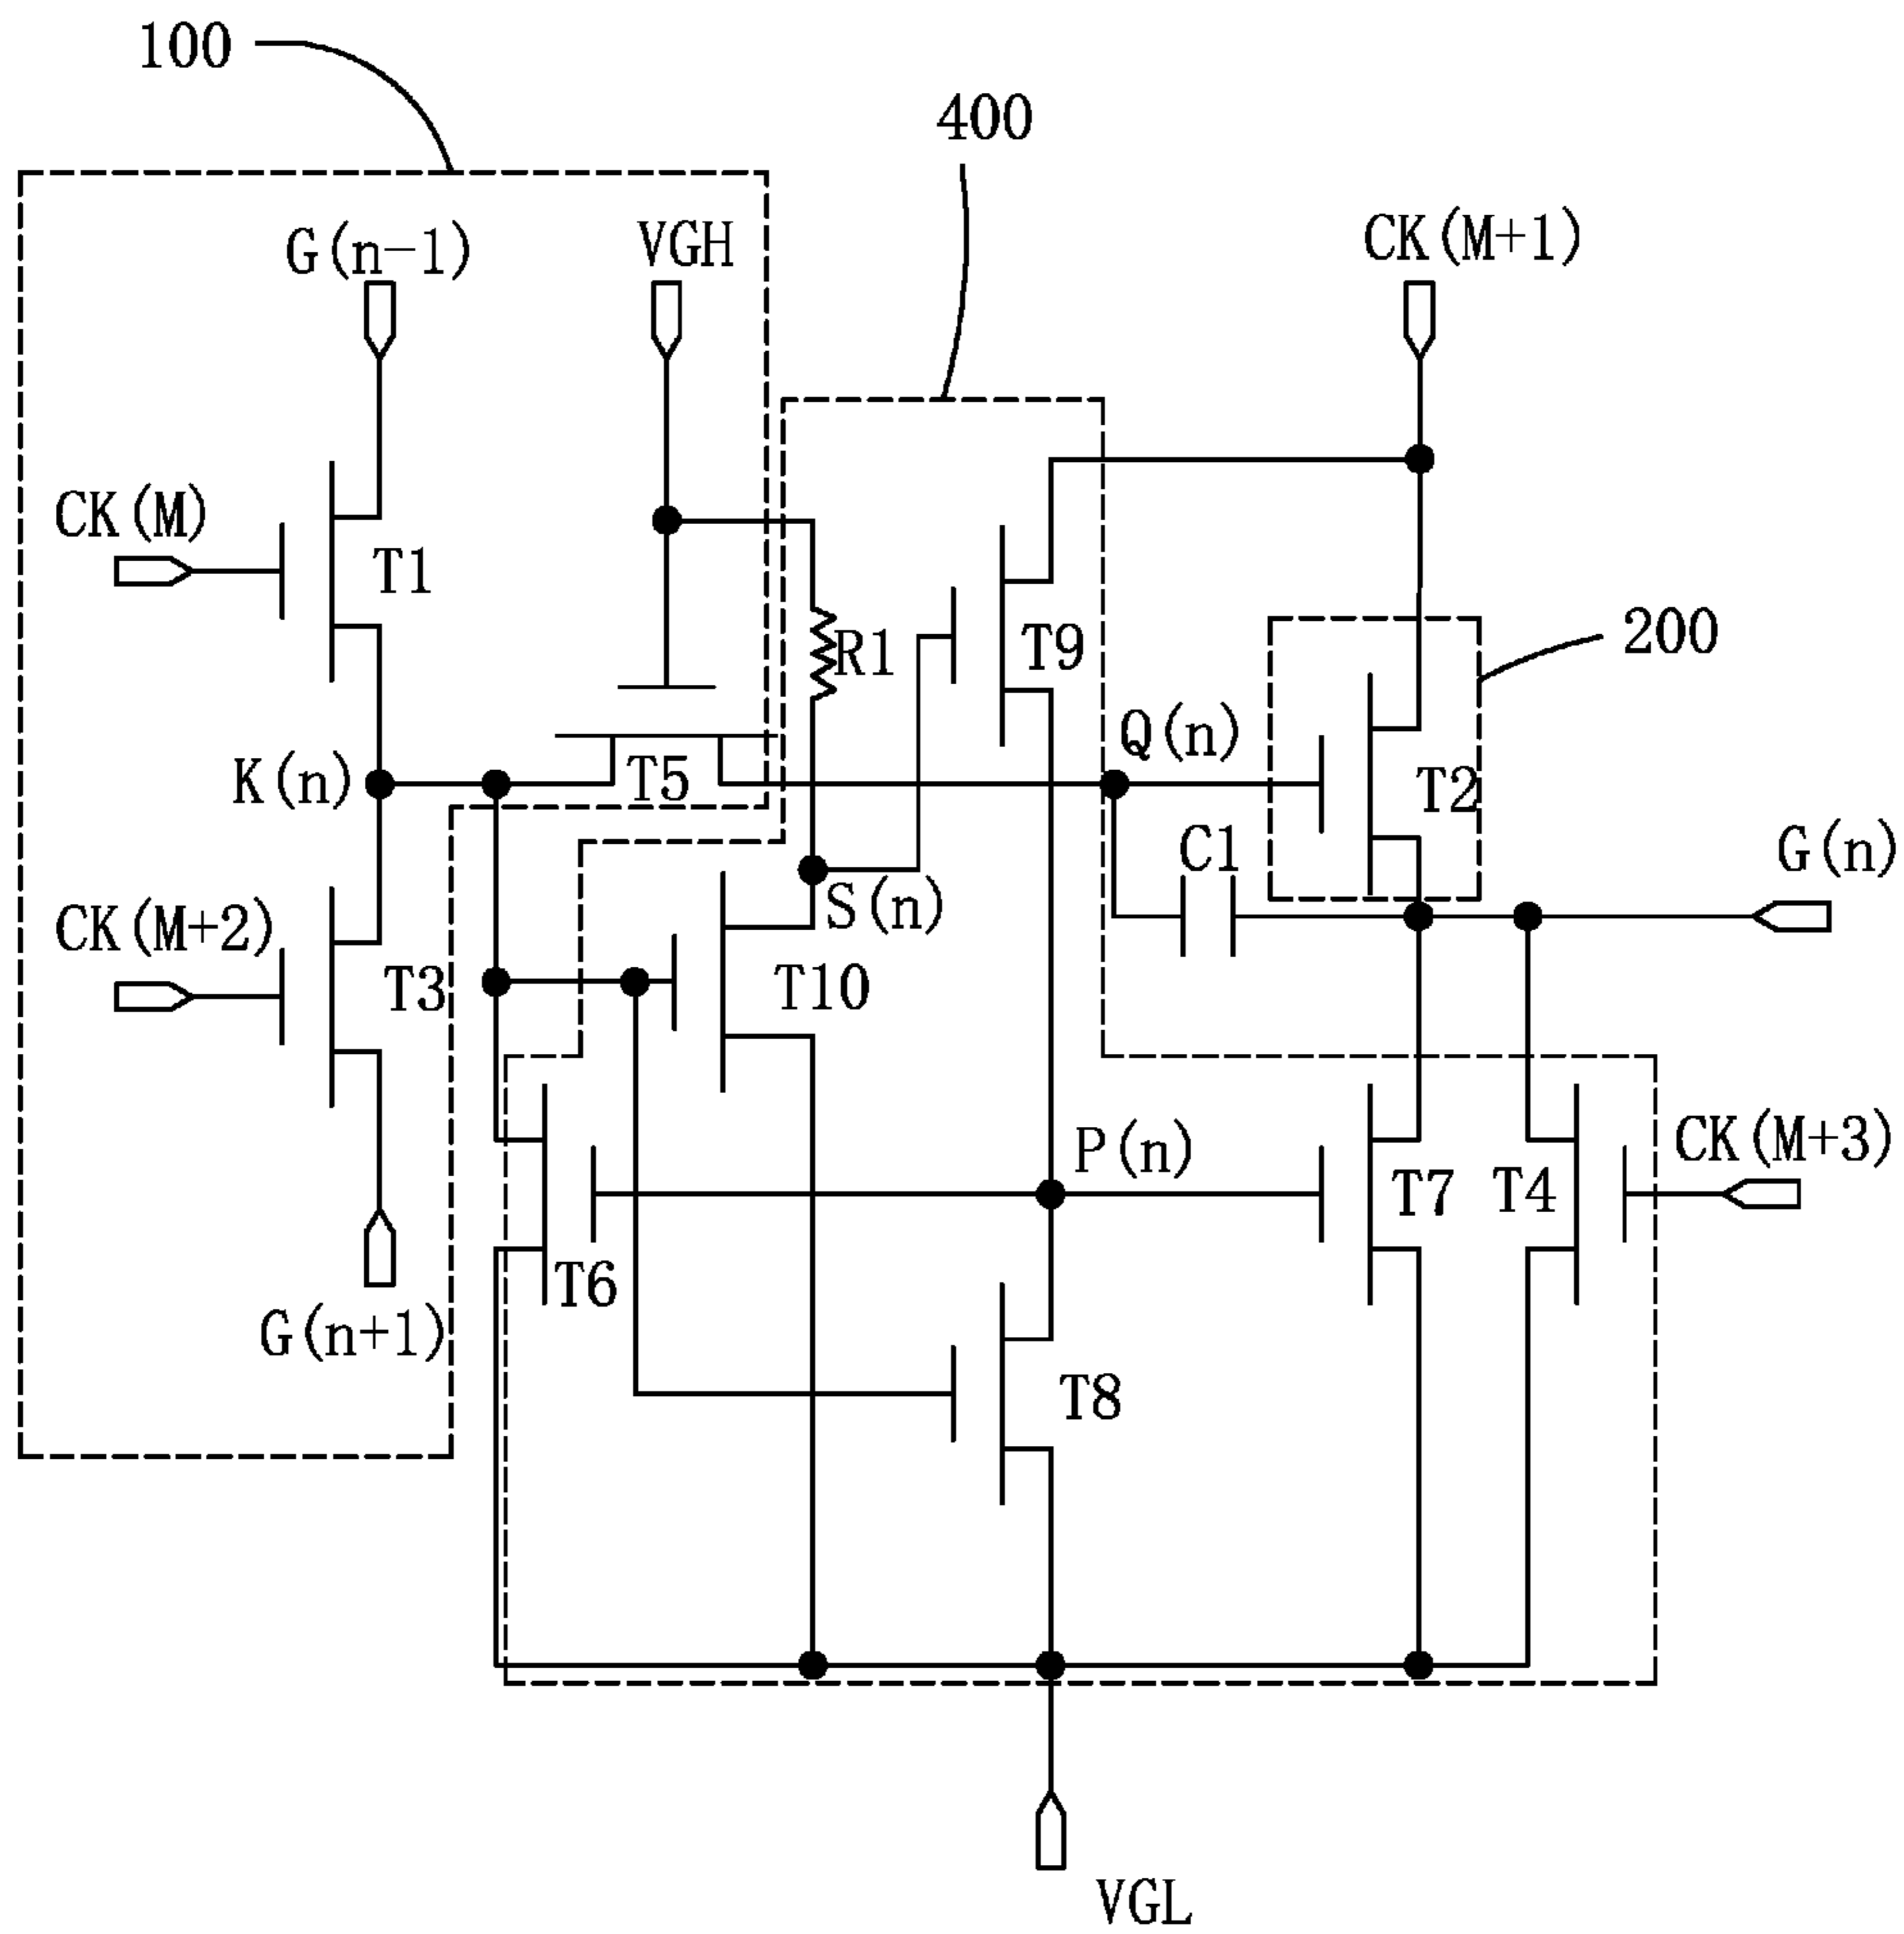 100
400
G(n-1)
VGH
CK(M+1)
CK(M)
T1
R1
T9
200
K(n)
T5
Q(n)
T2
C1
G(n)
CK(M+2)
S(n)
T3
T10
P(n)
CK(M+3)
T7
T4
T6
G(n+1)
T8
VGL